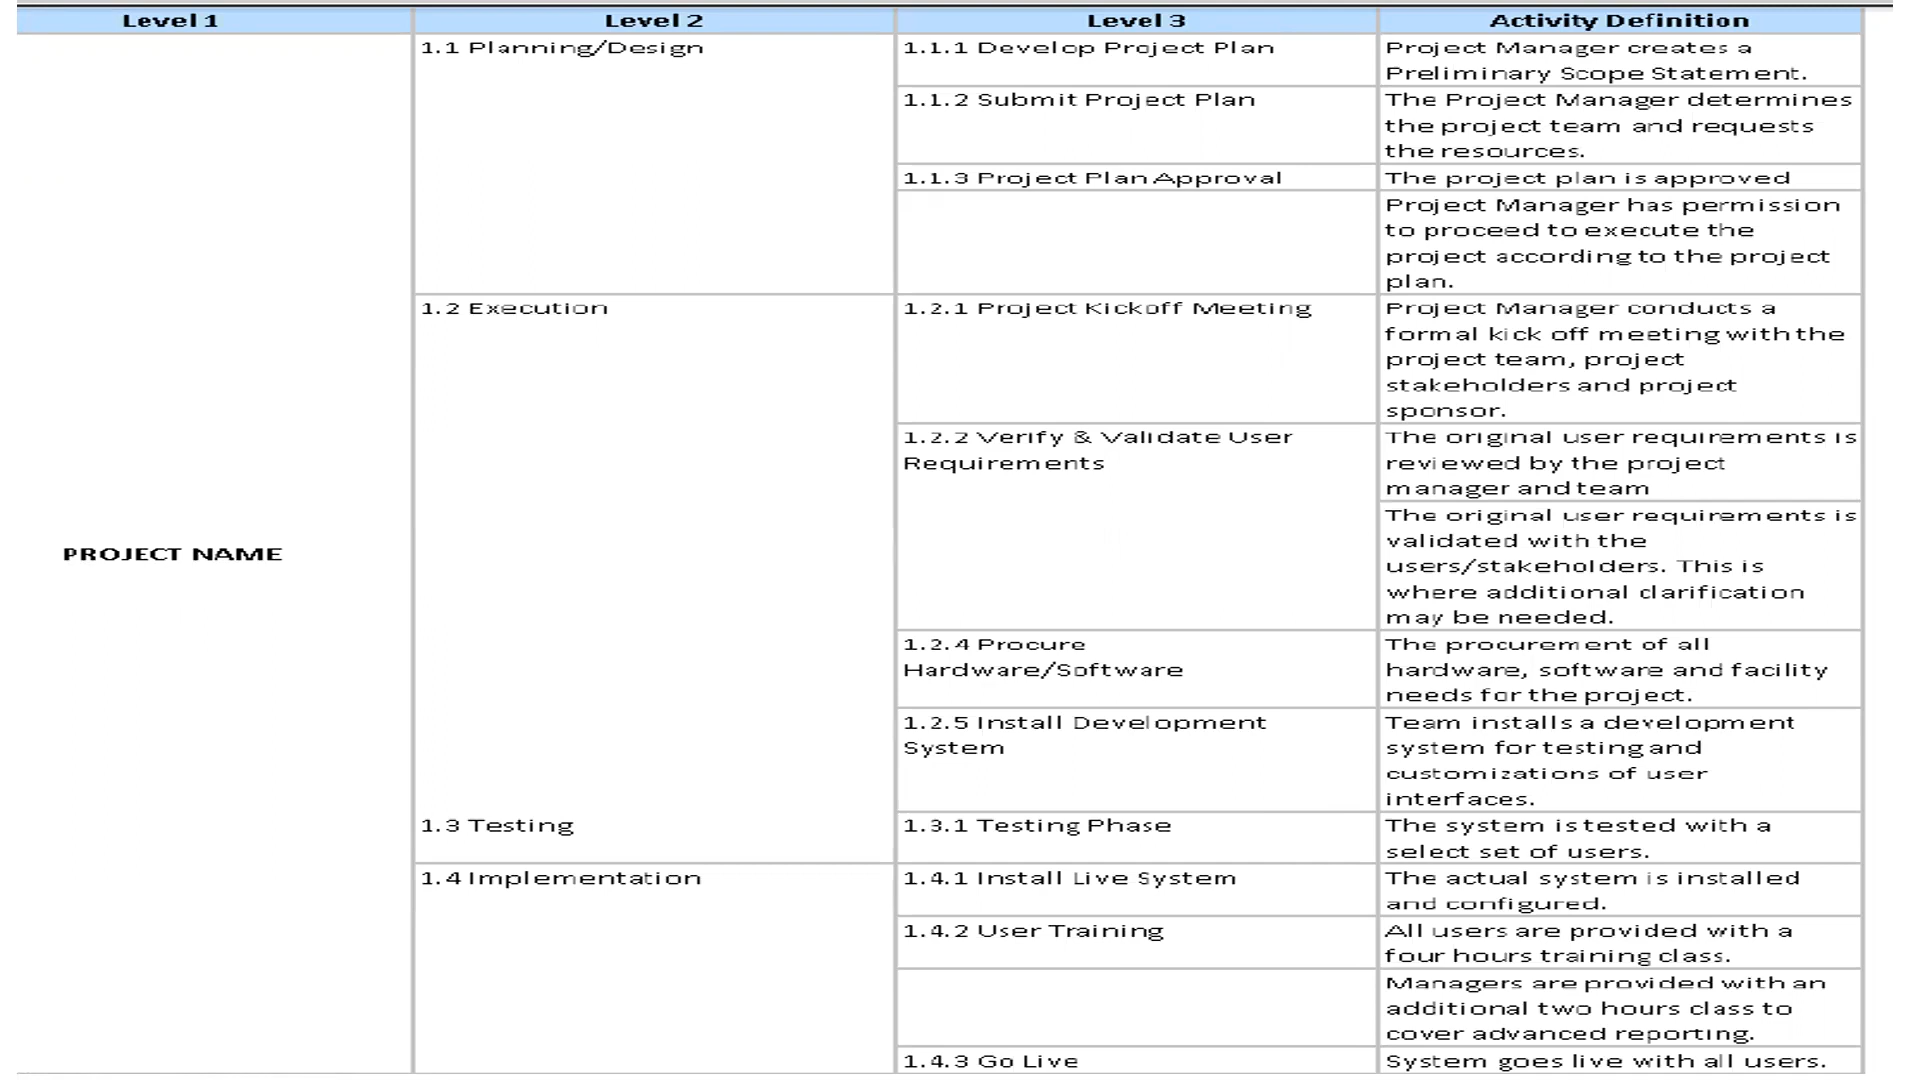 Level 1 Level 2 Level 3 Activity Definition
1.1 Planning/Design 1.1.1 Develop Project Plan Project Manager creates a
Preliminary Scope Statement.
1.1.2 Submit Project Plan The Project Manager determines
the project team and requests
the resources.
1.1.3 Project Plan Approval The project plan is approved
Project Manager has permission
to proceed to execute the
project according to the project
plan.
1.2 Execution 1.2.1 Project Kickoff Meeting Project Manager conducts a
formal kick off meeting with the
project team, project
stakeholders and project
sponsor.
1.2.2 Verify & Validate User The original user requirements is
Requirements reviewed by the project
manager and team
The original user requirements is
validated with the
PROJECT NAME users/stakeholders. This is
where additional clarification
may be needed.
1.2.4 Procure The procurement of all
Hardware/Software hardware, software and facility
needs for the project.
1.2.5 Install Development Team installs a development
System system for testing and
customizations of user
interfaces.
1.3 Testing 1.3.1 Testing Phase The system is tested with a
select set of users.
1.4 Implementation 1.4.1 Install Live System The actual system is installed
and configured.
1.4.2 User Training All users are provided with a
four hours training class.
Managers are provided with an
additional two hours class to
cover advanced reporting.
1.4.3 Go Live System goes live with all users.